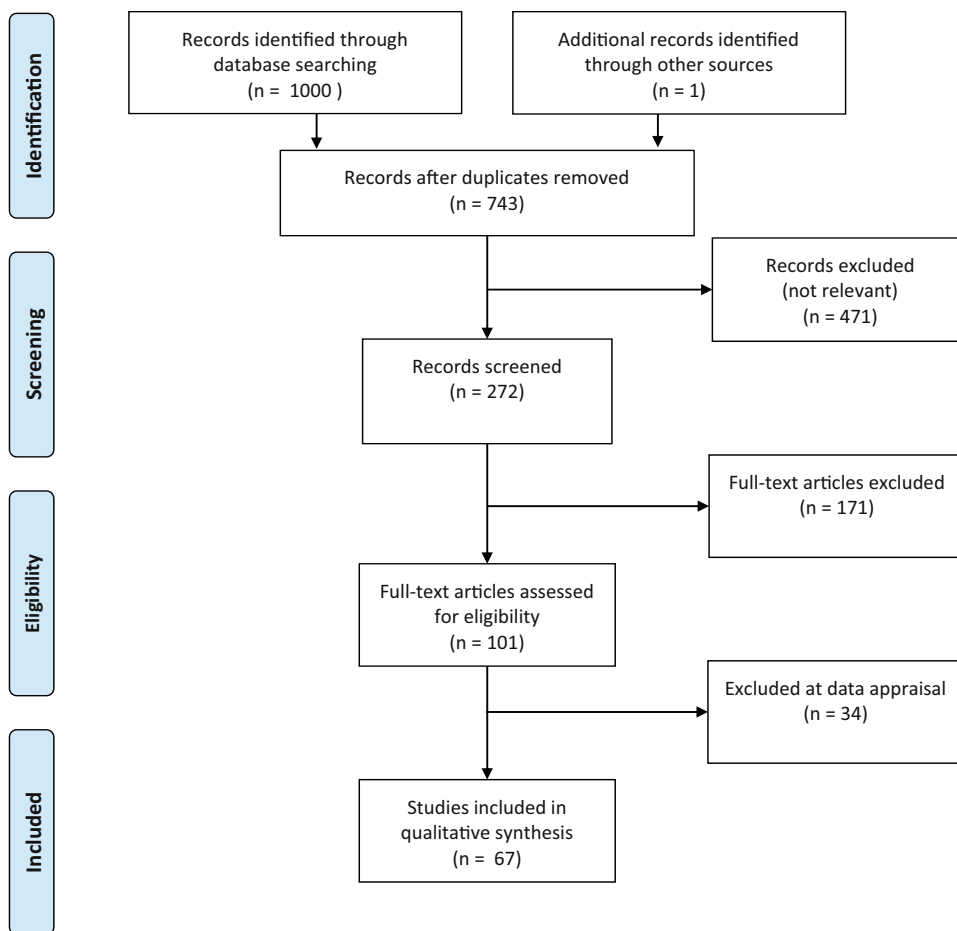 Identification
Records identified through
database searching
(n = 1000 )
Additional records identified
through other sources
(n = 1)
Records after duplicates removed
(n = 743)
Screening
Records excluded
(not relevant)
(n = 471)
Records screened
(n = 272)
Eligibility
Full-text articles excluded
(n = 171)
Full-text articles assessed
for eligibility
(n = 101)
Excluded at data appraisal
(n = 34)
Included
Studies included in
qualitative synthesis
(n = 67)